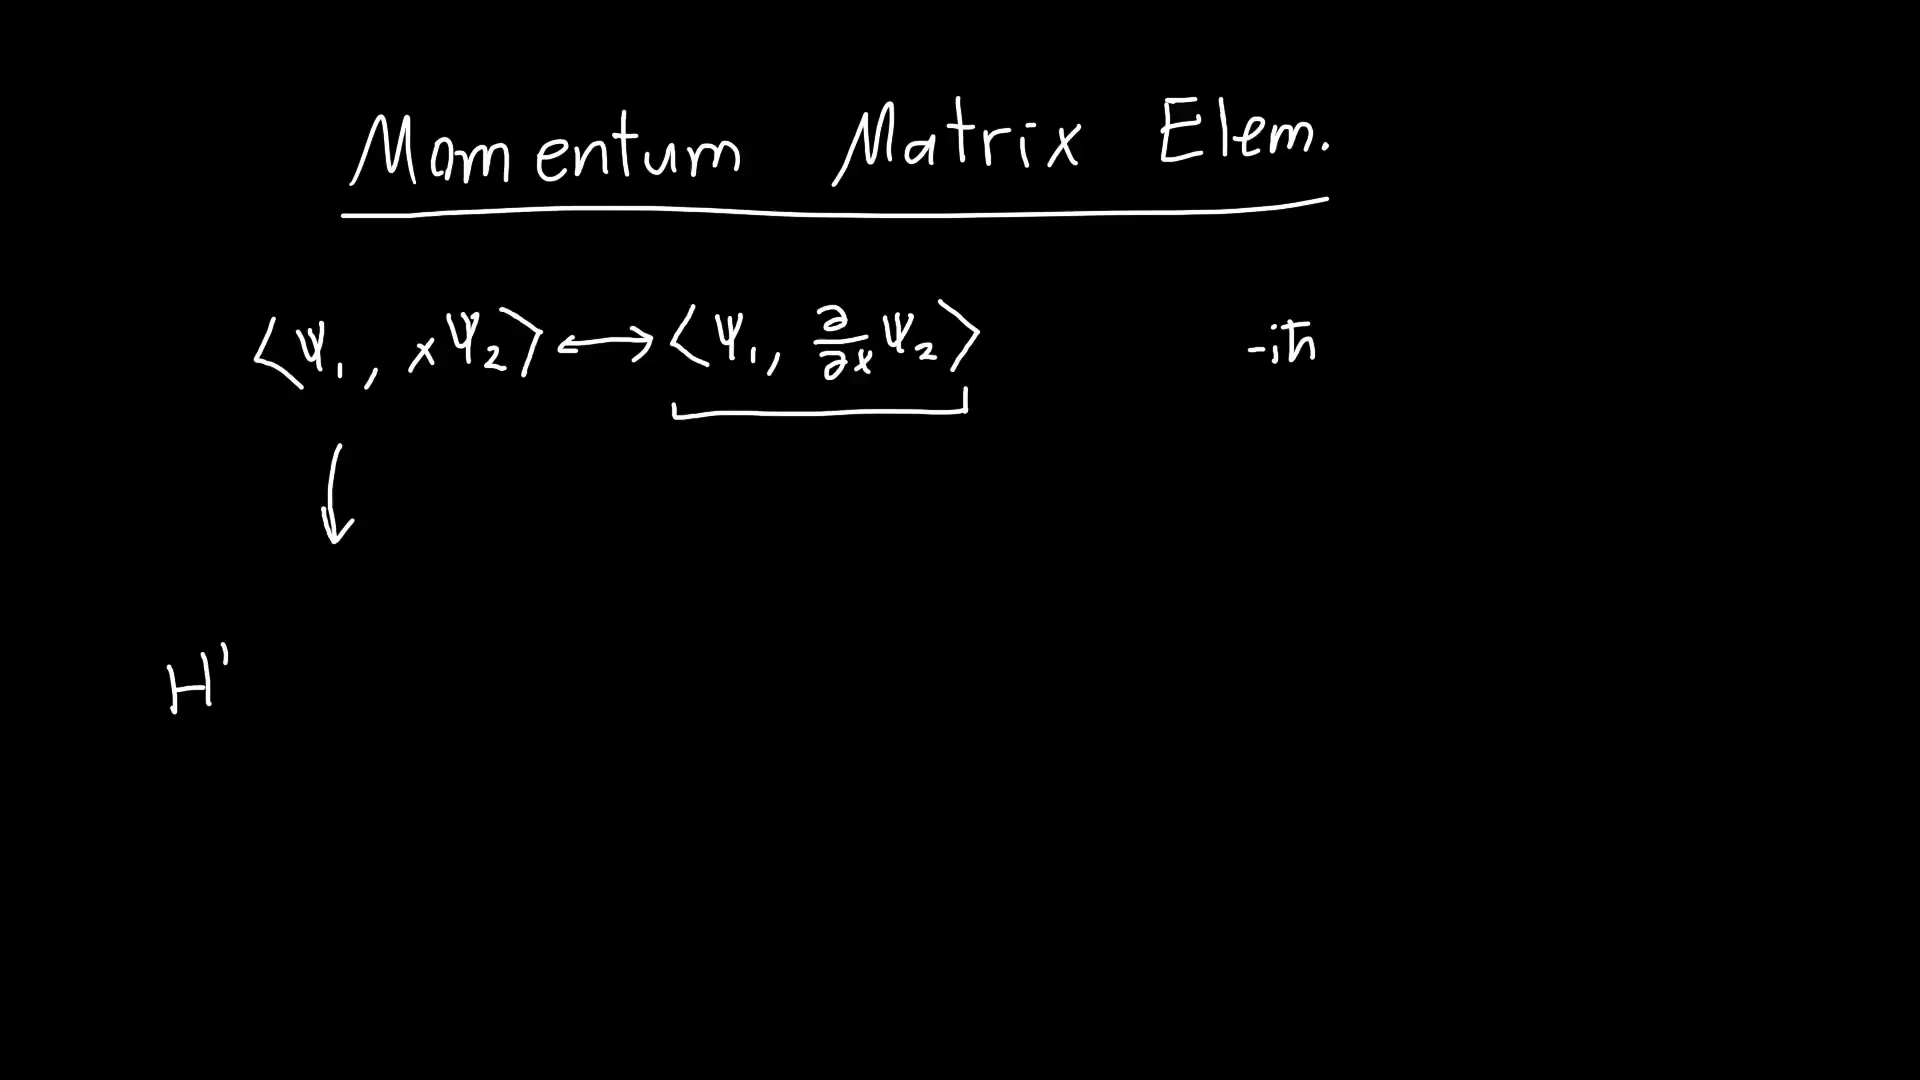 Momentum Matrix Elem.
⟨Ψ₁, xΨ₂⟩ ↔ ⟨Ψ₁, ∂/∂x Ψ₂⟩ -iħ
H'